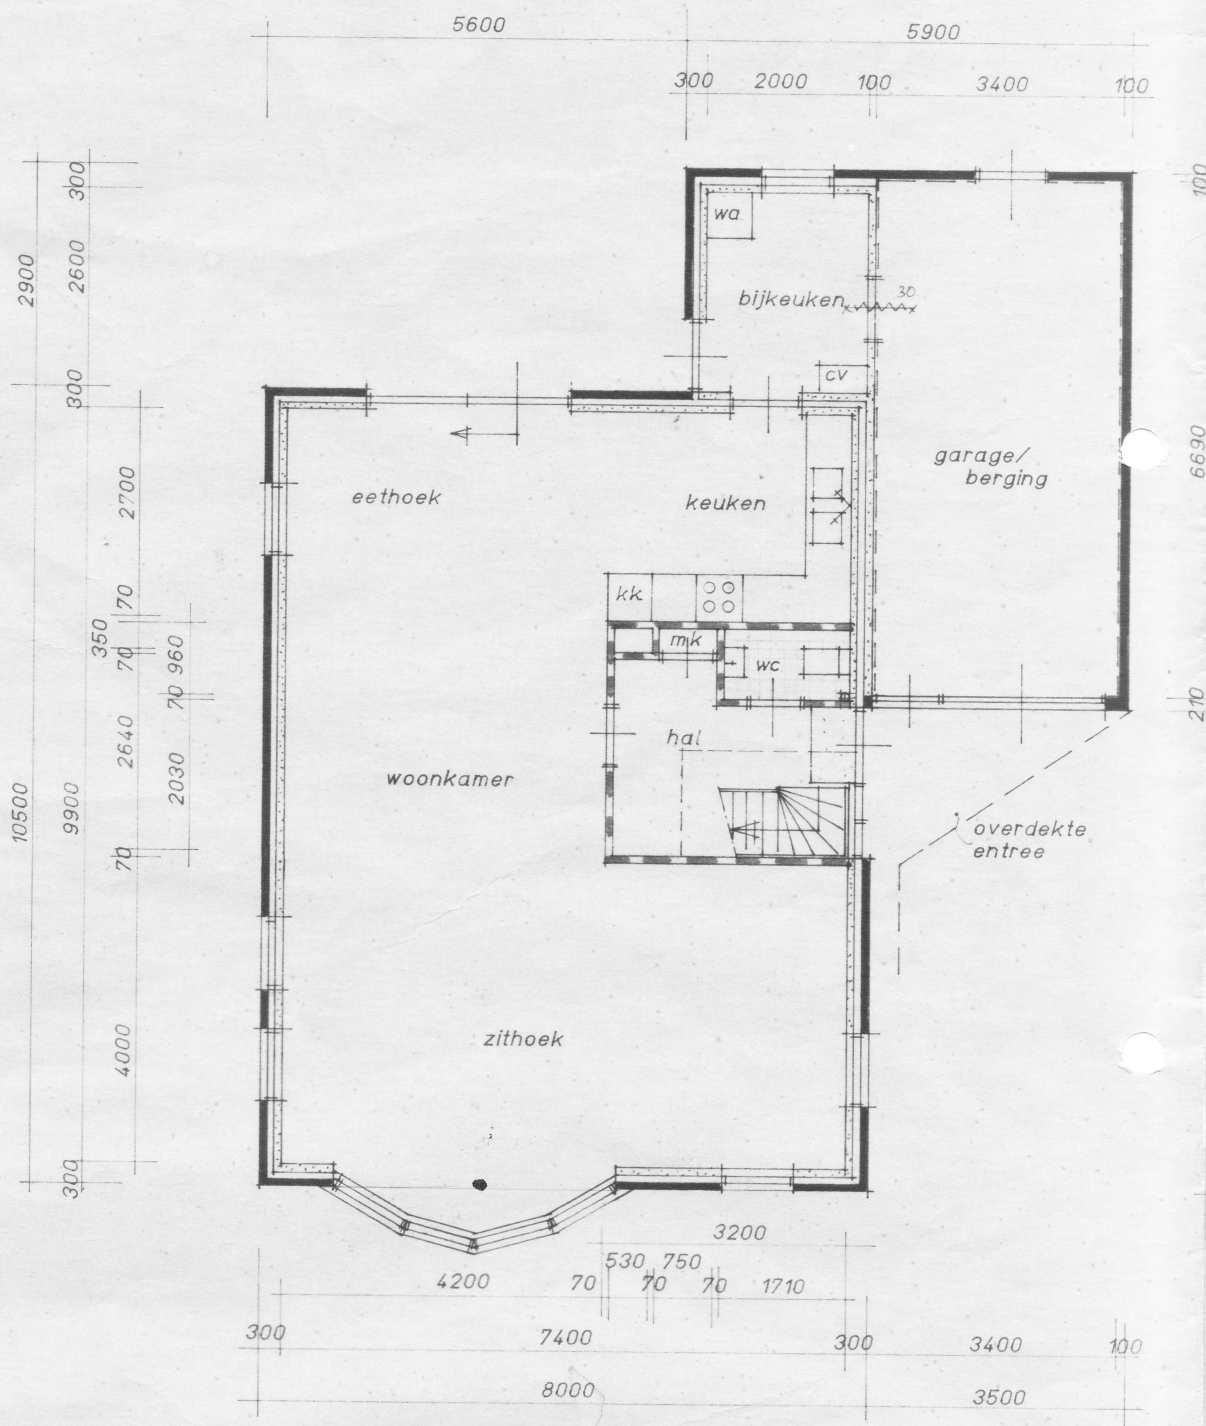 5600
5900
300 2000 100 3400 100
300
2600
2900
300
2700
70
350
70
960
70
2640
2030
70
10500
9900
4000
300
100
6690
210
wa
bijkeuken
30
cv
garage/
berging
eethoek
keuken
kk
mk
wc
hal
woonkamer
overdekte
entree
zithoek
3200
530 750
4200 70 70 70 1710
300 7400 300 3400 100
8000 3500